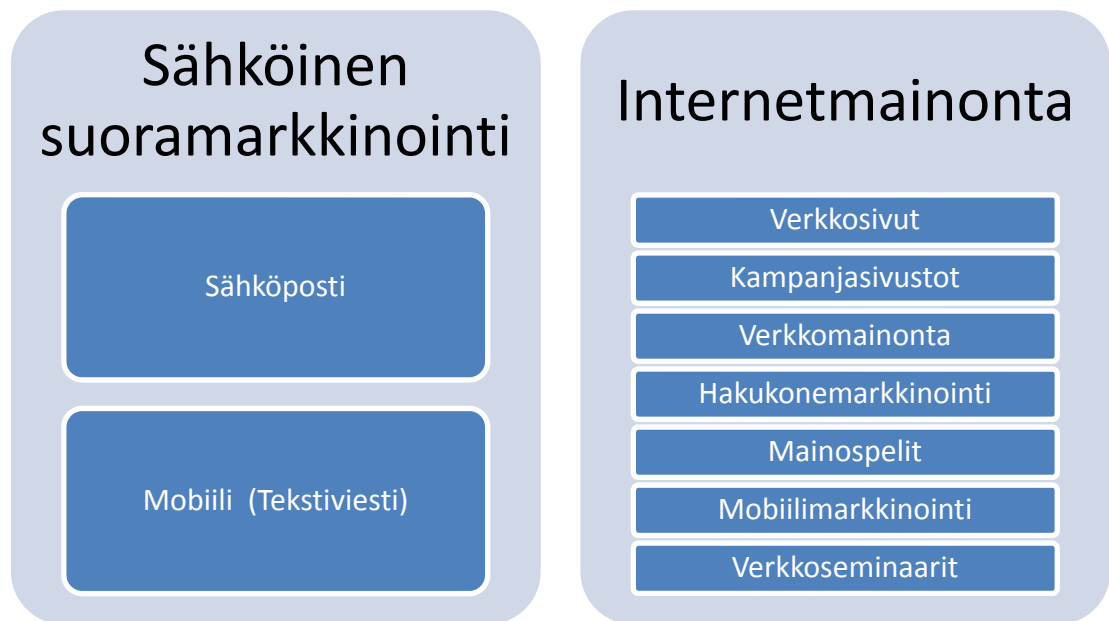 Sähköinen
suoramarkkinointi
Sähköposti
Mobiili (Tekstiviesti)
Internetmainonta
Verkkosivut
Kampanjasivustot
Verkkomainonta
Hakukonemarkkinointi
Mainospelit
Mobiilimarkkinointi
Verkkoseminaarit